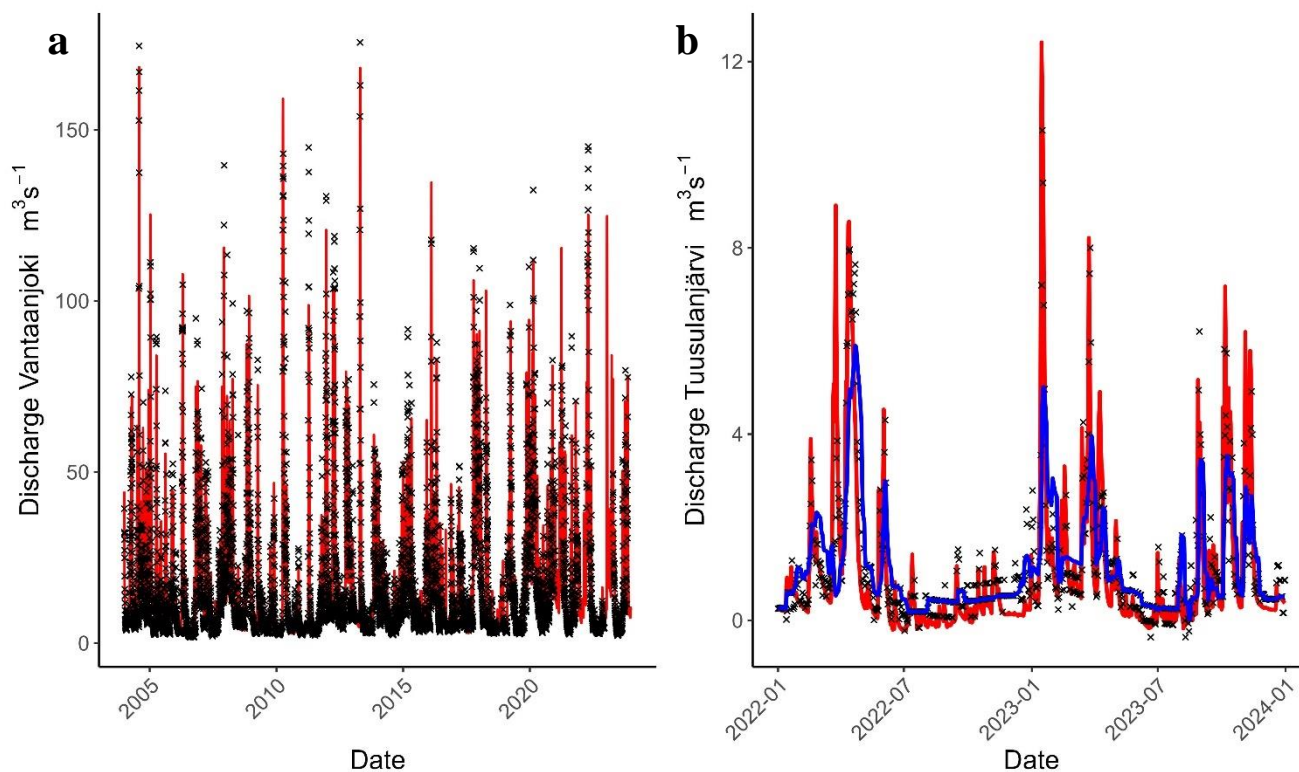 a
Discharge Vantaanjoki m³s⁻¹
150
100
50
0
2005
2010
2015
2020
Date
b
Discharge Tuusulanjärvi m³s⁻¹
12
8
4
0
2022-01
2022-07
2023-01
2023-07
2024-01
Date